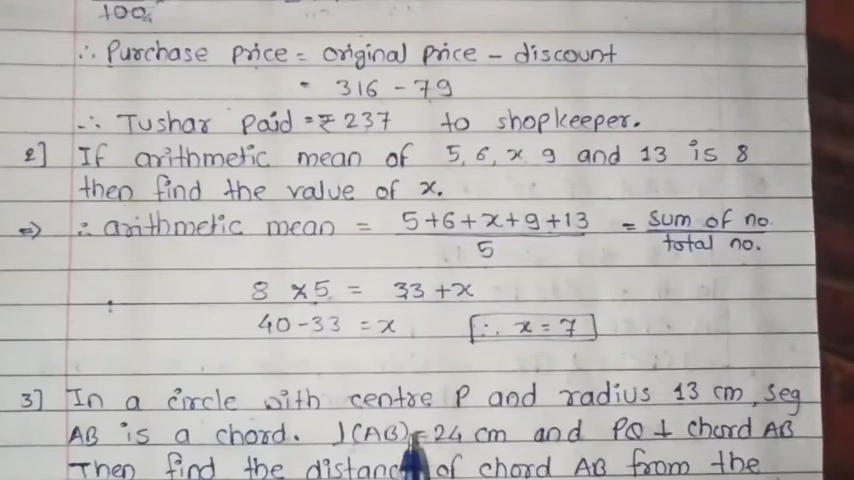 100
∴ Purchase price = original price - discount
= 316 - 79
∴ Tushar Paid = ₹ 237 to shopkeeper.
2] If arithmetic mean of 5, 6, x 9 and 13 is 8
then find the value of x.
⇒ ∴ arithmetic mean = 5+6+x+9+13 / 5 = sum of no. / total no.
8 × 5 = 33 + x
40 - 33 = x [∴ x = 7]
3] In a circle with centre P and radius 13 cm, seg
AB is a chord. l(AB) = 24 cm and PQ ⊥ chord AB
Then find the distance of chord AB from the